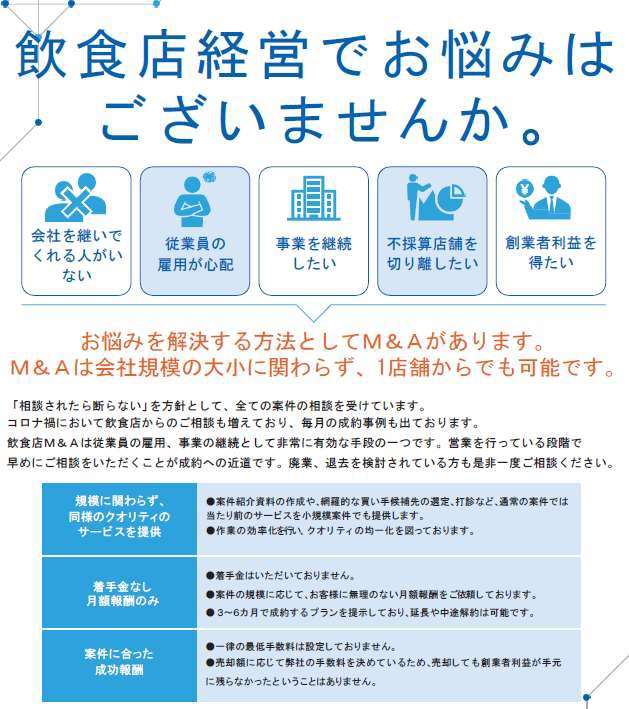 飲食店経営でお悩みは
ございませんか。
会社を継いで
くれる人がい
ない
従業員の
雇用が心配
事業を継続
したい
不採算店舗を
切り離したい
¥
創業者利益を
得たい
お悩みを解決する方法としてＭ＆Ａがあります。
Ｍ＆Ａは会社規模の大小に関わらず、1店舗からでも可能です。
「相談されたら断らない」を方針として、全ての案件の相談を受けています。
コロナ禍において飲食店からのご相談も増えており、毎月の成約事例も出ております。
飲食店Ｍ＆Ａは従業員の雇用、事業の継続として非常に有効な手段の一つです。営業を行っている段階で
早めにご相談をいただくことが成約への近道です。廃業、退去を検討されている方も是非一度ご相談ください。
規模に関わらず、
同様のクオリティの
サービスを提供
●案件紹介資料の作成や、網羅的な買い手候補先の選定、打診など、通常の案件では
当たり前のサービスを小規模案件でも提供します。
●作業の効率化を行い、クオリティの均一化を図っております。
着手金なし
月額報酬のみ
●着手金はいただいておりません。
●案件の規模に応じて、お客様に無理のない月額報酬をご依頼しております。
●３～６カ月で成約するプランを提示しており、延長や中途解約は可能です。
案件に合った
成功報酬
●一律の最低手数料は設定しておりません。
●売却額に応じて弊社の手数料を決めているため、売却しても創業者利益が手元
に残らなかったということはありません。